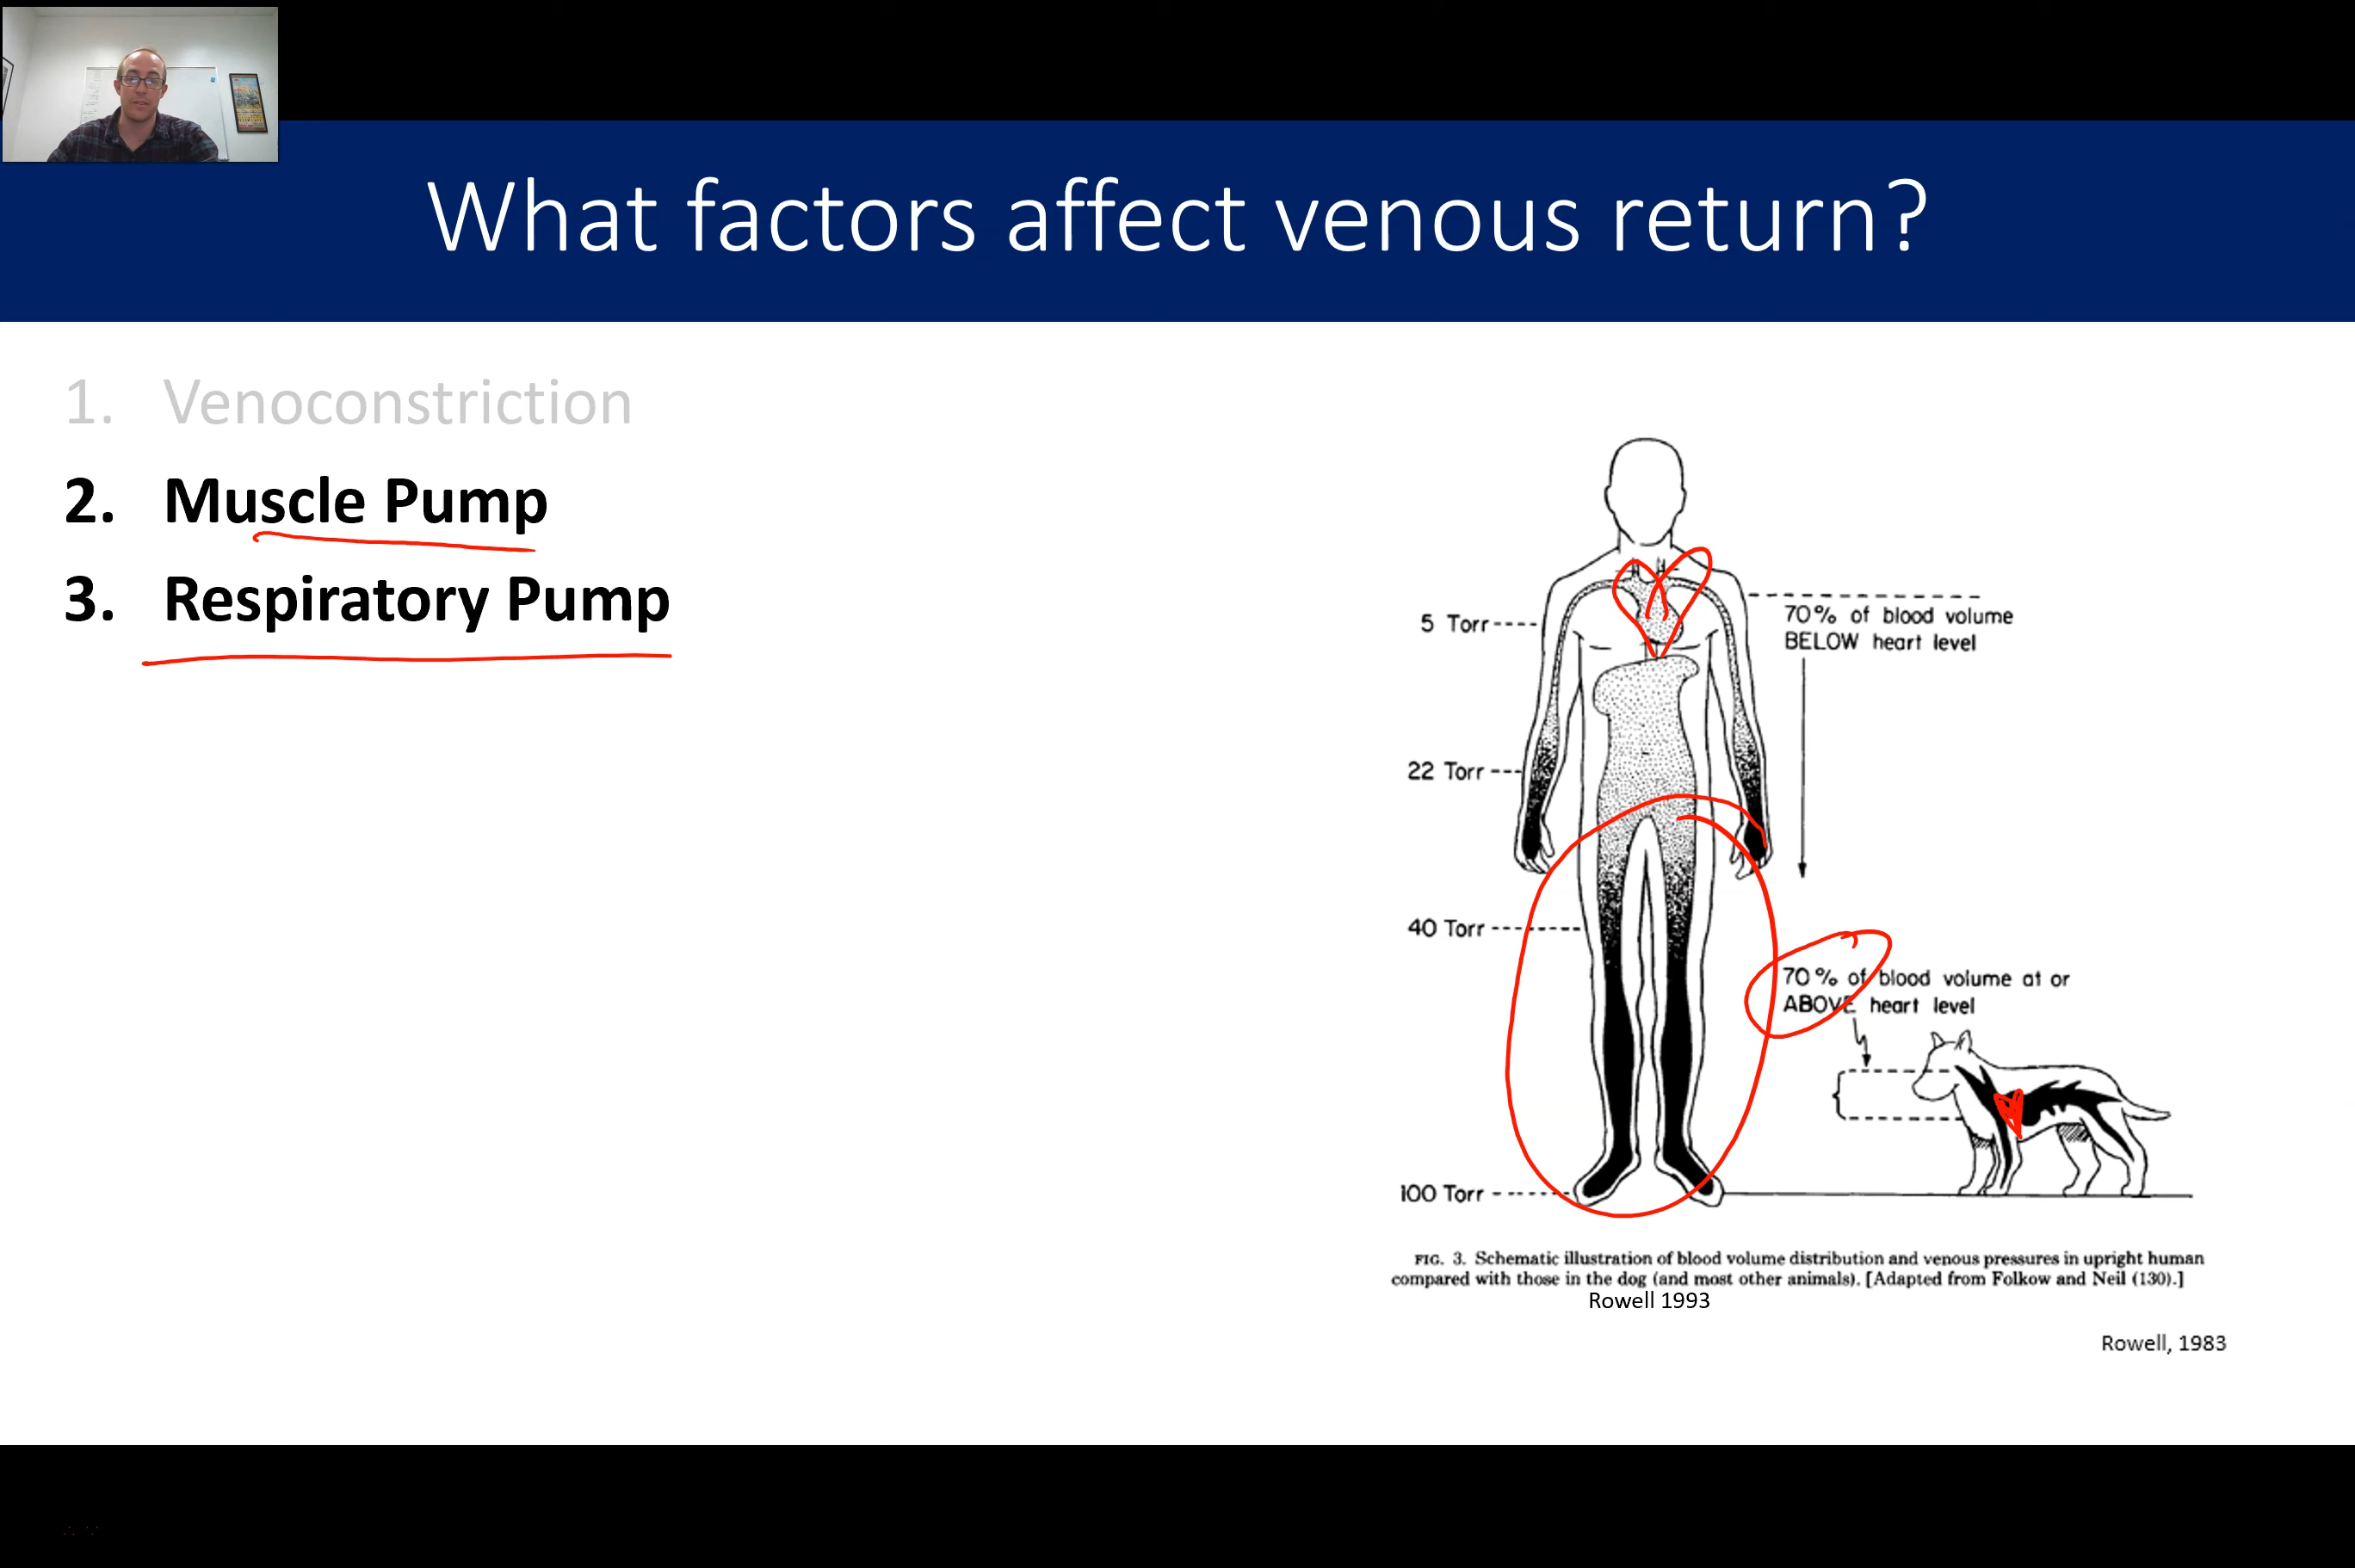 What factors affect venous return?
1. Venoconstriction
2. Muscle Pump
3. Respiratory Pump
5 Torr
70% of blood volume
BELOW heart level
22 Torr
40 Torr
70% of blood volume at or
ABOVE heart level
100 Torr
FIG. 3. Schematic illustration of blood volume distribution and venous pressures in upright human
compared with those in the dog (and most other animals). [Adapted from Folkow and Neil (130).]
Rowell 1993
Rowell, 1983